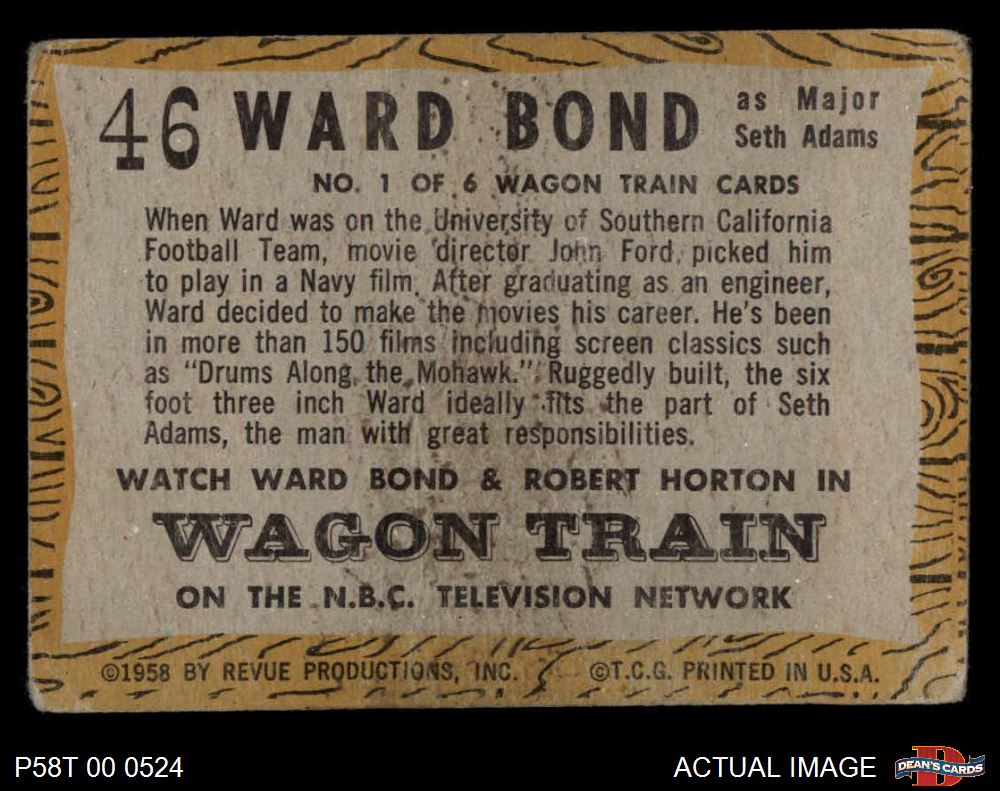 46 WARD BOND as Major
Seth Adams
NO. 1 OF 6 WAGON TRAIN CARDS
When Ward was on the University of Southern California
Football Team, movie director John Ford, picked him
to play in a Navy film. After graduating as an engineer,
Ward decided to make the movies his career. He's been
in more than 150 films including screen classics such
as "Drums Along the Mohawk." Ruggedly built, the six
foot three inch Ward ideally fits the part of Seth
Adams, the man with great responsibilities.
WATCH WARD BOND & ROBERT HORTON IN
WAGON TRAIN
ON THE N.B.C. TELEVISION NETWORK
©1958 BY REVUE PRODUCTIONS, INC. ©T.C.G. PRINTED IN U.S.A.
P58T 00 0524 ACTUAL IMAGE DEAN'S CARDS